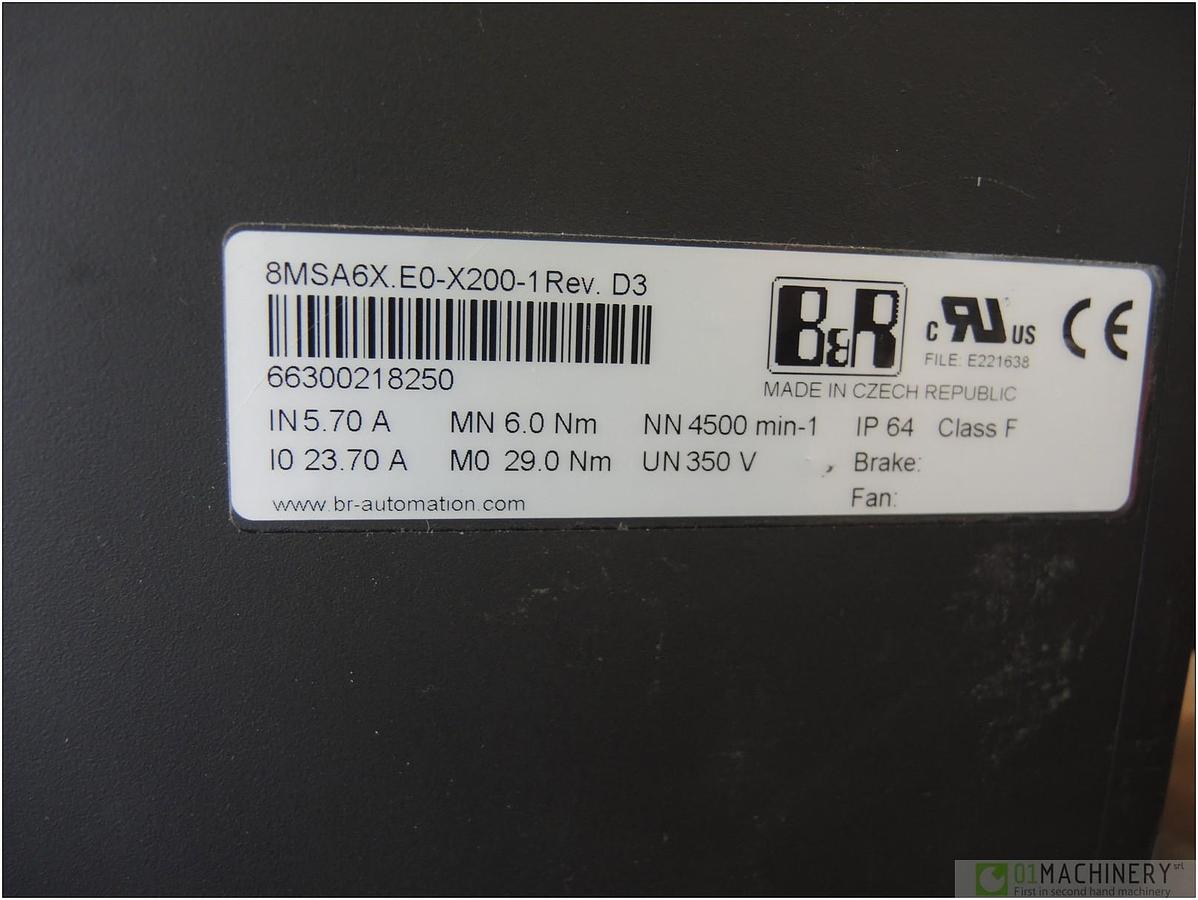 8MSA6X.E0-X200-1Rev. D3
66300218250
B&R
c RU US
CE
FILE: E221638
MADE IN CZECH REPUBLIC
IN 5.70 A MN 6.0 Nm NN 4500 min-1 IP 64 Class F
I0 23.70 A M0 29.0 Nm UN 350 V Brake:
Fan:
www.br-automation.com
01MACHINERY srl
First in second hand machinery